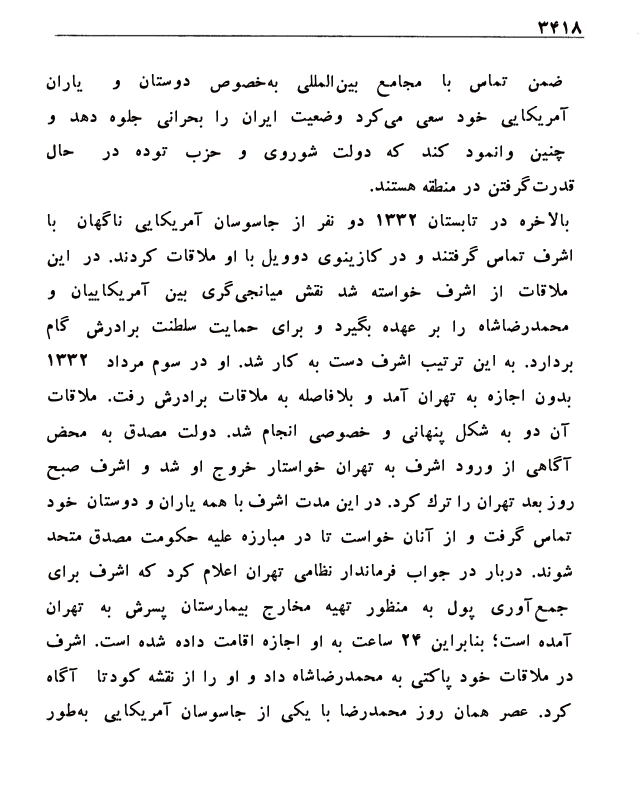 ۳۴۱۸
ضمن تماس با مجامع بین‌المللی به‌خصوص دوستان و یاران
آمریکایی خود سعی می‌کرد وضعیت ایران را بحرانی جلوه دهد و
چنین وانمود کند که دولت شوروی و حزب توده در حال
قدرت‌گرفتن در منطقه هستند.
بالاخره در تابستان ۱۳۳۲ دو نفر از جاسوسان آمریکایی ناگهان با
اشرف تماس گرفتند و در کازینوی دوویل با او ملاقات کردند. در این
ملاقات از اشرف خواسته شد نقش میانجی‌گری بین آمریکاییان و
محمدرضاشاه را بر عهده بگیرد و برای حمایت سلطنت برادرش گام
بردارد. به این ترتیب اشرف دست به کار شد. او در سوم مرداد ۱۳۳۲
بدون اجازه به تهران آمد و بلافاصله به ملاقات برادرش رفت. ملاقات
آن دو به شکل پنهانی و خصوصی انجام شد. دولت مصدق به محض
آگاهی از ورود اشرف به تهران خواستار خروج او شد و اشرف صبح
روز بعد تهران را ترك کرد. در این مدت اشرف با همه یاران و دوستان خود
تماس گرفت و از آنان خواست تا در مبارزه علیه حکومت مصدق متحد
شوند. دربار در جواب فرماندار نظامی تهران اعلام کرد که اشرف برای
جمع‌آوری پول به منظور تهیه مخارج بیمارستان پسرش به تهران
آمده است؛ بنابراین ۲۴ ساعت به او اجازه اقامت داده شده است. اشرف
در ملاقات خود پاکتی به محمدرضاشاه داد و او را از نقشه کودتا آگاه
کرد. عصر همان روز محمدرضا با یکی از جاسوسان آمریکایی به‌طور